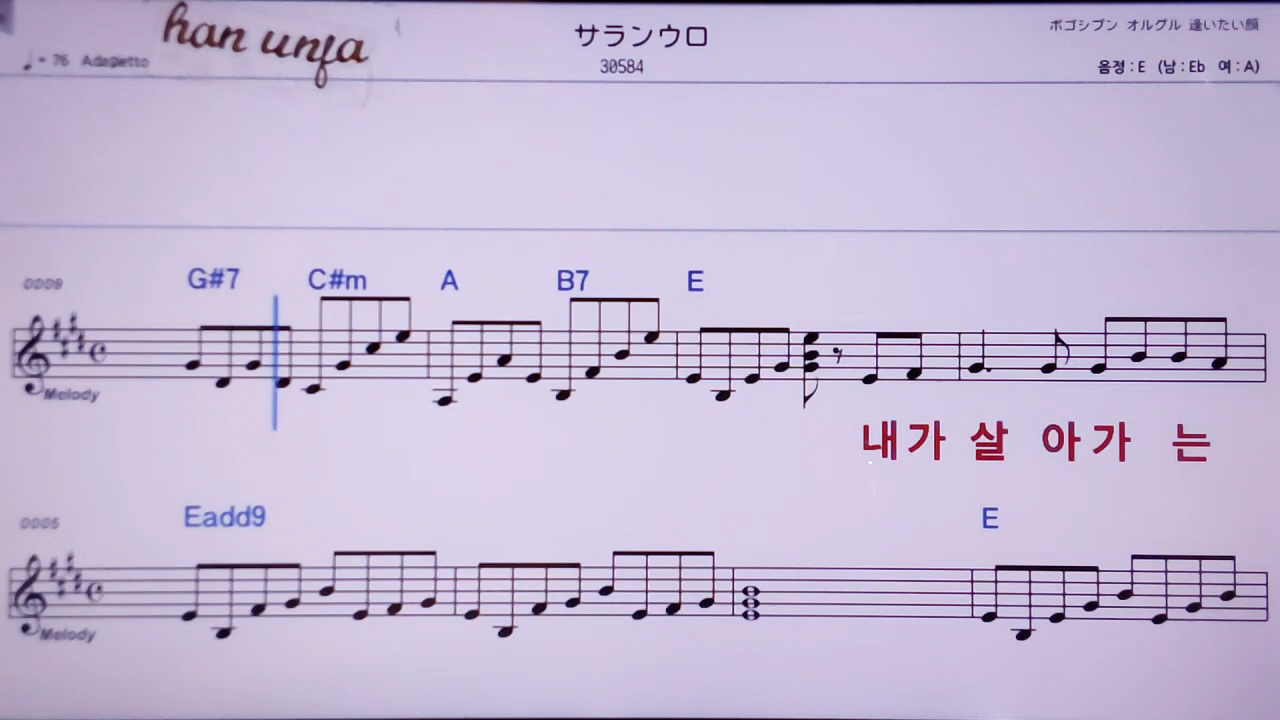 han unja
サランウロ
ボゴシプン オルグル 逢いたい顔
♩= 76 Adagietto
30584
음정 : E (남 : Eb 여 : A)
0009
G#7 C#m A B7 E
Melody
내가 살 아가 는
0005
Eadd9 E
Melody